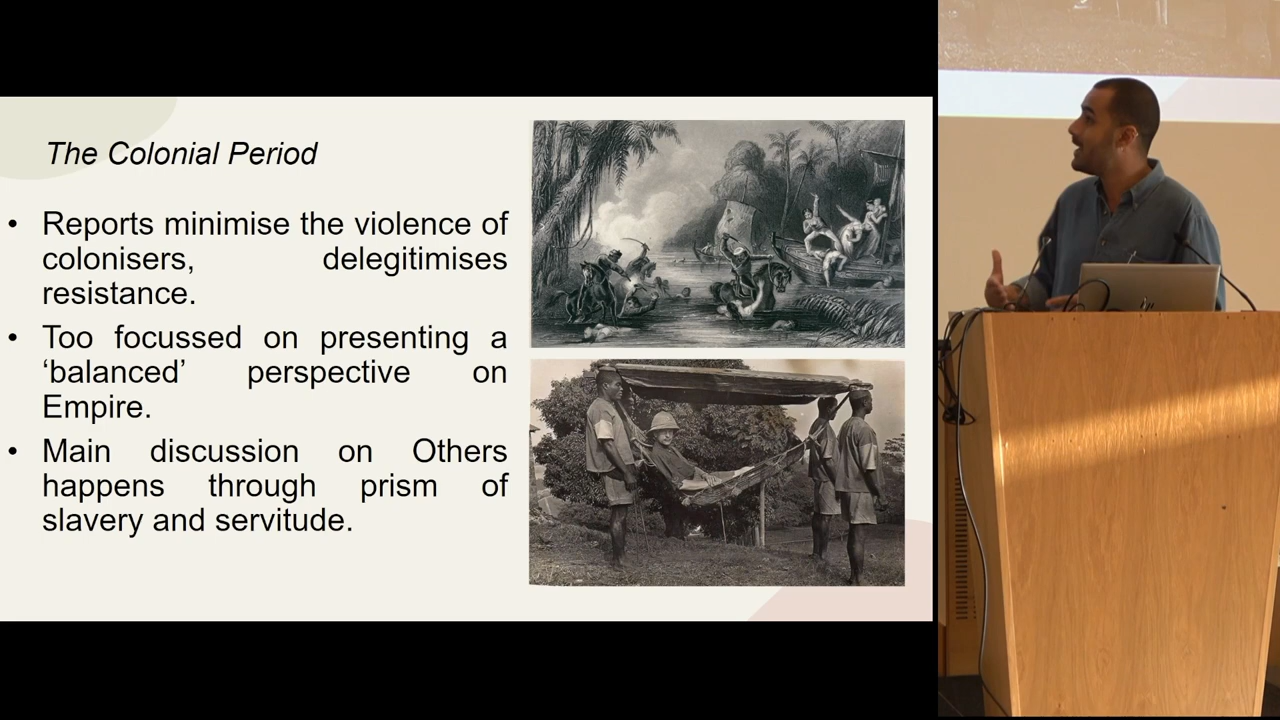 The Colonial Period
• Reports minimise the violence of
colonisers, delegitimises
resistance.
• Too focussed on presenting a
‘balanced’ perspective on
Empire.
• Main discussion on Others
happens through prism of
slavery and servitude.